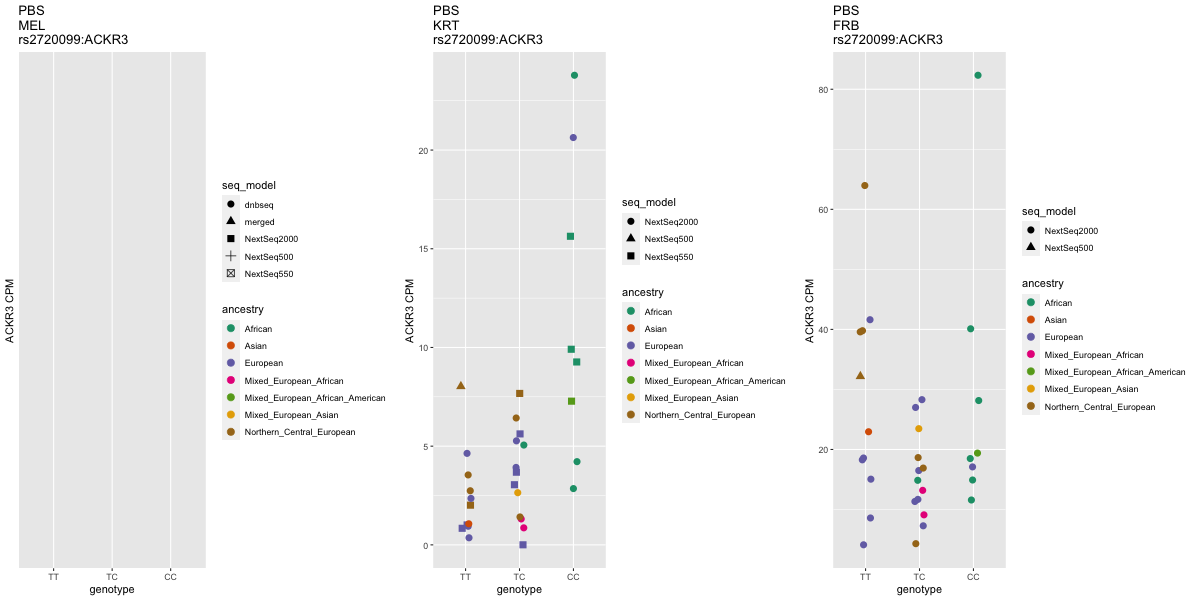 PBS
MEL
rs2720099:ACKR3
ACKR3 CPM
TT
TC
CC
genotype
seq_model
dnbseq
merged
NextSeq2000
NextSeq500
NextSeq550
ancestry
African
Asian
European
Mixed_European_African
Mixed_European_African_American
Mixed_European_Asian
Northern_Central_European
PBS
KRT
rs2720099:ACKR3
ACKR3 CPM
20
15
10
5
0
TT
TC
CC
genotype
seq_model
NextSeq2000
NextSeq500
NextSeq550
ancestry
African
Asian
European
Mixed_European_African
Mixed_European_African_American
Mixed_European_Asian
Northern_Central_European
PBS
FRB
rs2720099:ACKR3
ACKR3 CPM
80
60
40
20
TT
TC
CC
genotype
seq_model
NextSeq2000
NextSeq500
ancestry
African
Asian
European
Mixed_European_African
Mixed_European_African_American
Mixed_European_Asian
Northern_Central_European